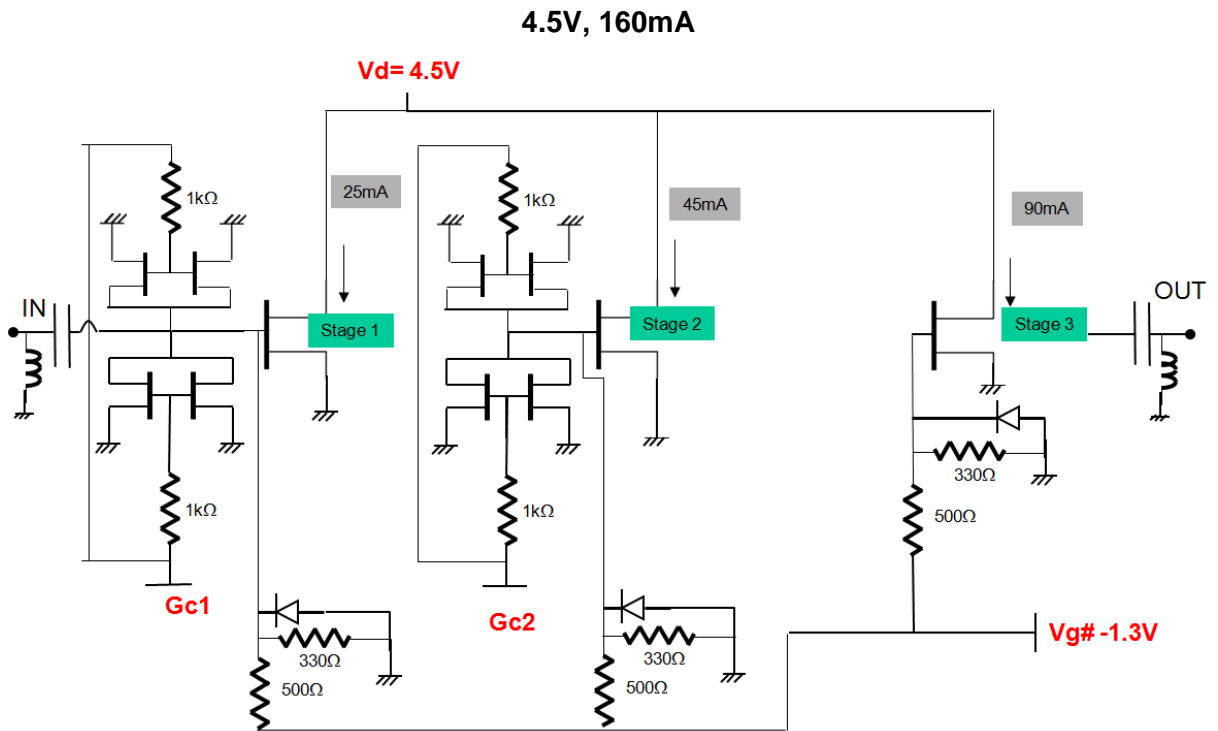 4.5V, 160mA
Vd= 4.5V
1kΩ
25mA
1kΩ
45mA
90mA
IN
Stage 1
Stage 2
Stage 3
OUT
1kΩ
1kΩ
330Ω
500Ω
Gc1
Gc2
Vg# -1.3V
330Ω
500Ω
330Ω
500Ω